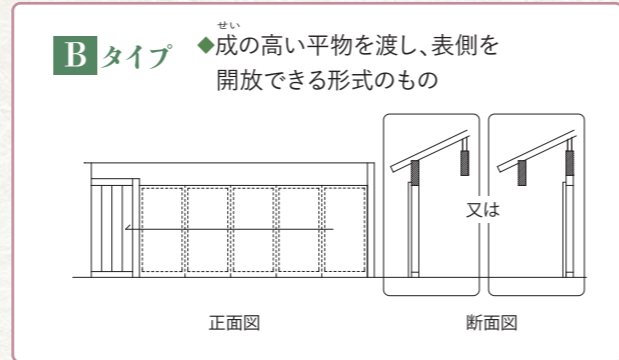 Bタイプ
せい
◆成の高い平物を渡し、表側を
開放できる形式のもの
又は
正面図
断面図